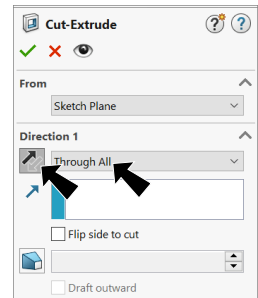 Cut-Extrude
From
Sketch Plane
Direction 1
Through All
Flip side to cut
Draft outward